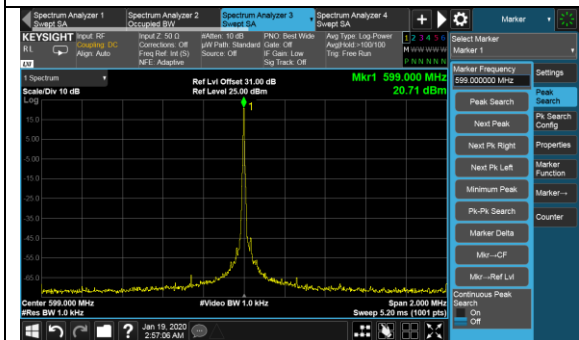 Spectrum Analyzer 1
Swept SA
Spectrum Analyzer 2
Occupied BW
Spectrum Analyzer 3
Swept SA
Spectrum Analyzer 4
Swept SA
Marker
KEYSIGHT
RL
Input: RF
Coupling: DC
Align: Auto
Input Z: 50 Ω
Corrections: Off
Freq Ref: Int (S)
NFE: Adaptive
#Atten: 10 dB
µW Path: Standard
Source: Off
PNO: Best Wide
Gate: Off
IF Gain: Low
Sig Track: Off
Avg Type: Log-Power
Avg|Hold:>100/100
Trig: Free Run
1 2 3 4 5 6
M W W W W W
P N N N N N
Select Marker
Marker 1
1 Spectrum
Scale/Div 10 dB
Log
Ref Lvl Offset 31.00 dB
Ref Level 25.00 dBm
Mkr1 599.000 MHz
20.71 dBm
1
15.0
5.00
-5.00
-15.0
-25.0
-35.0
-45.0
-55.0
-65.0
Center 599.000 MHz
#Res BW 1.0 kHz
#Video BW 1.0 kHz
Span 2.000 MHz
Sweep 5.20 ms (1001 pts)
Marker Frequency
599.000000 MHz
Peak Search
Next Peak
Next Pk Right
Next Pk Left
Minimum Peak
Pk-Pk Search
Marker Delta
Mkr→CF
Mkr→Ref Lvl
Continuous Peak
Search
On
Off
Settings
Peak
Search
Pk Search
Config
Properties
Marker
Function
Marker→
Counter
?
Jan 19, 2020
2:57:06 AM